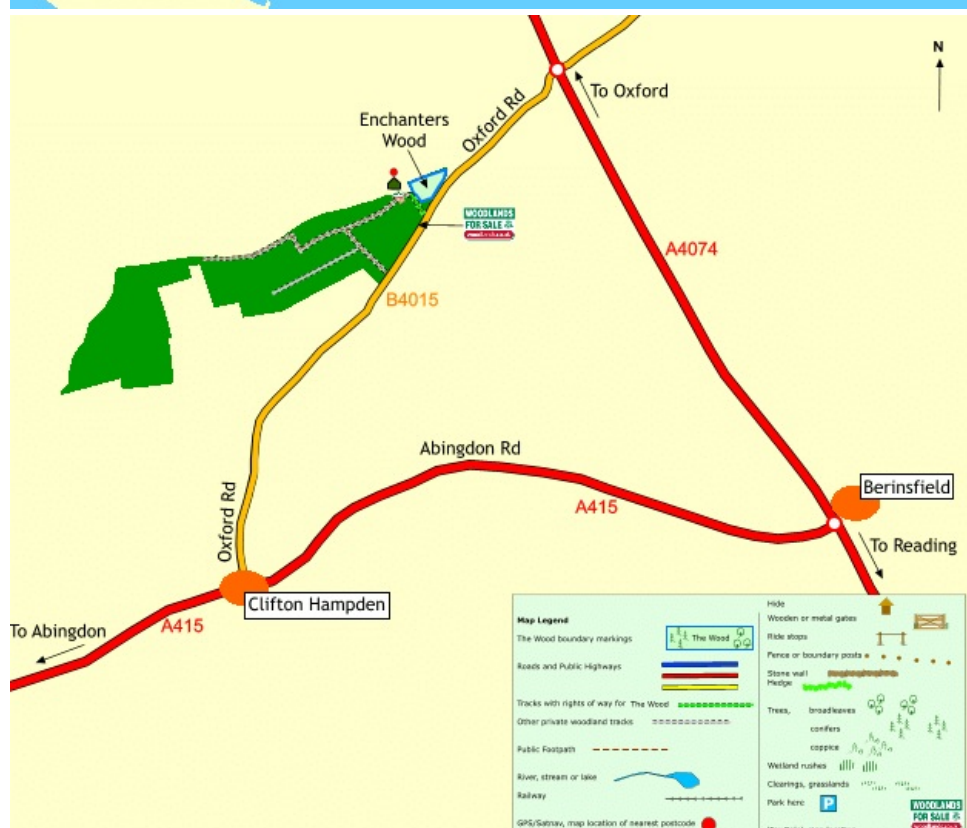 N
To Oxford
Oxford Rd
Enchanters
Wood
WOODLANDS
FOR SALE
A4074
B4015
Abingdon Rd
Berinsfield
A415
Oxford Rd
To Reading
Clifton Hampden
To Abingdon
A415
Map Legend
The Wood boundary markings
The Wood
Roads and Public Highways
Tracks with rights of way for The Wood
Other private woodland tracks
Public Footpath
River, stream or lake
Railway
GPS/Satnav, map location of nearest postcode
Hide
Wooden or metal gates
Ride stops
Fence or boundary posts
Stone wall
Hedge
Trees, broadleaves
conifers
coppice
Wetland rushes
Clearings, grasslands
Park here
P
WOODLANDS
FOR SALE